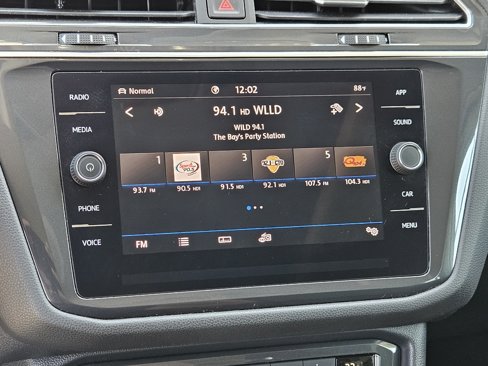 RADIO
MEDIA
PHONE
VOICE
APP
SOUND
CAR
MENU
Normal
12:02
88°F
94.1 HD WLLD
WILD 94.1
The Bay's Party Station
1
3
5
93.7 FM
90.5 HD1
91.5 HD1
92.1 HD1
107.5 FM
104.3 HD1
FM